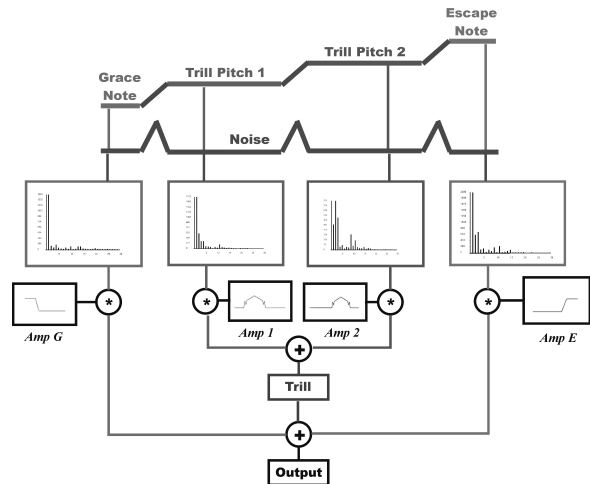 Escape
Note
Trill Pitch 2
Trill Pitch 1
Grace
Note
Noise
*
*
*
*
Amp G
Amp 1
Amp 2
Amp E
+
Trill
+
Output